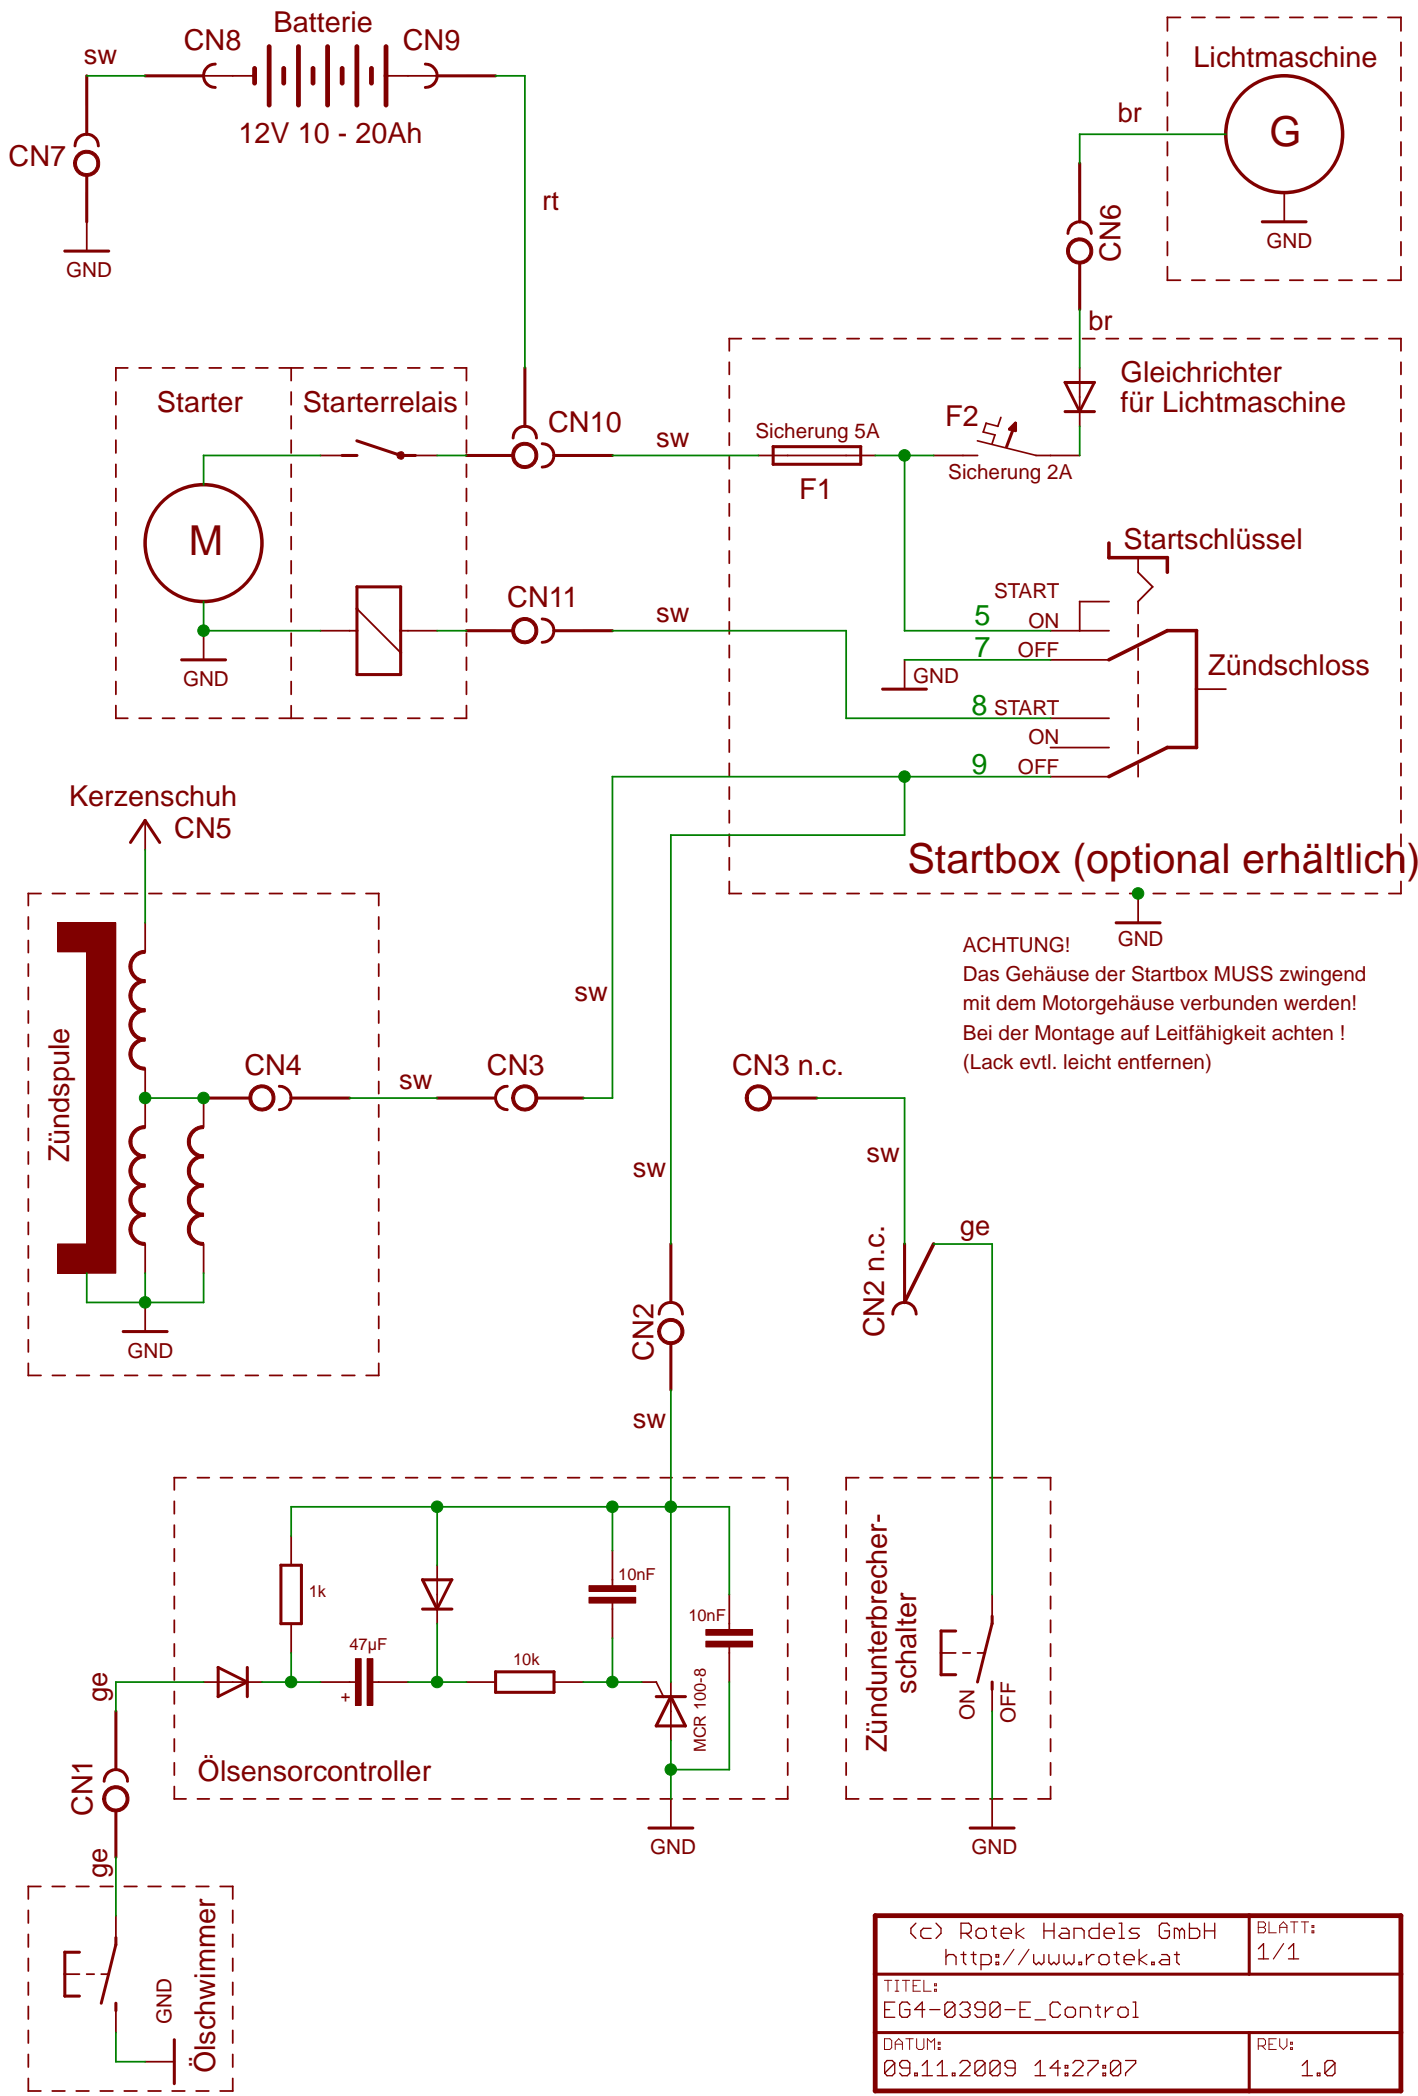 Batterie
CN8
CN9
sw
12V 10 - 20Ah
CN7
GND
rt
Lichtmaschine
br
G
GND
CN6
br
Starter
Starterrelais
CN10
sw
M
GND
CN11
sw
Sicherung 5A
F1
F2
Sicherung 2A
Gleichrichter
für Lichtmaschine
Startschlüssel
START
5
ON
7
OFF
GND
Zündschloss
8
START
ON
9
OFF
Startbox (optional erhältlich)
GND
ACHTUNG!
Das Gehäuse der Startbox MUSS zwingend
mit dem Motorgehäuse verbunden werden!
Bei der Montage auf Leitfähigkeit achten !
(Lack evtl. leicht entfernen)
Kerzenschuh
CN5
Zündspule
GND
CN4
sw
CN3
sw
CN3 n.c.
sw
sw
CN2 n.c.
ge
CN2
sw
1k
47µF
+
10k
10nF
10nF
MCR 100-8
Ölsensorcontroller
GND
Zündunterbrecher-
schalter
ON
OFF
GND
ge
CN1
ge
GND
Ölschwimmer
(c) Rotek Handels GmbH
http://www.rotek.at
BLATT:
1/1
TITEL:
EG4-0390-E_Control
DATUM:
09.11.2009 14:27:07
REV:
1.0